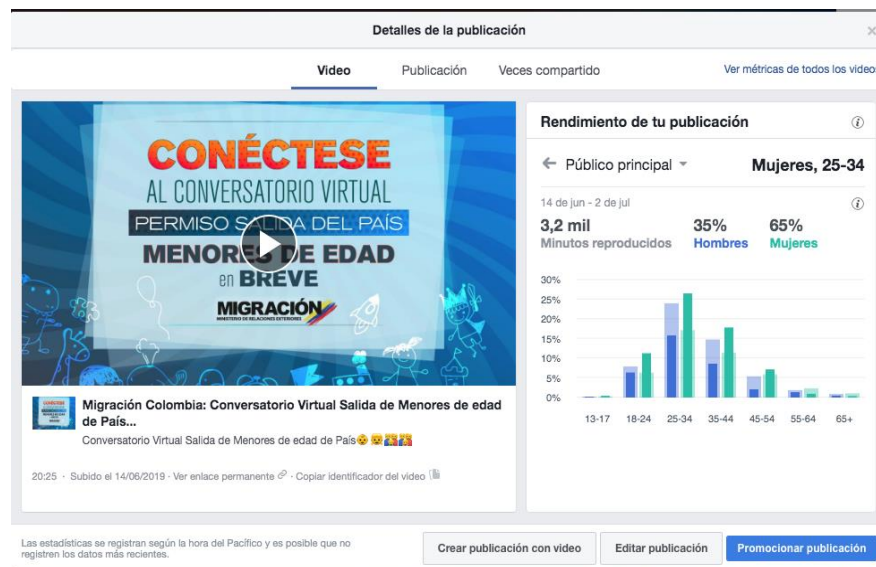 Detalles de la publicación
Video Publicación Veces compartido Ver métricas de todos los video
CONÉCTESE
AL CONVERSATORIO VIRTUAL
PERMISO SALIDA DEL PAÍS
MENORES DE EDAD
en BREVE
MIGRACIÓN
MINISTERIO DE RELACIONES EXTERIORES
Migración Colombia: Conversatorio Virtual Salida de Menores de edad
de País...
Conversatorio Virtual Salida de Menores de edad de País
20:25 · Subido el 14/06/2019 · Ver enlace permanente · Copiar identificador del video
Rendimiento de tu publicación
Público principal Mujeres, 25-34
14 de jun - 2 de jul
3,2 mil 35% 65%
Minutos reproducidos Hombres Mujeres
30%
25%
20%
15%
10%
5%
0%
13-17 18-24 25-34 35-44 45-54 55-64 65+
Las estadísticas se registran según la hora del Pacífico y es posible que no
registren los datos más recientes.
Crear publicación con video Editar publicación Promocionar publicación